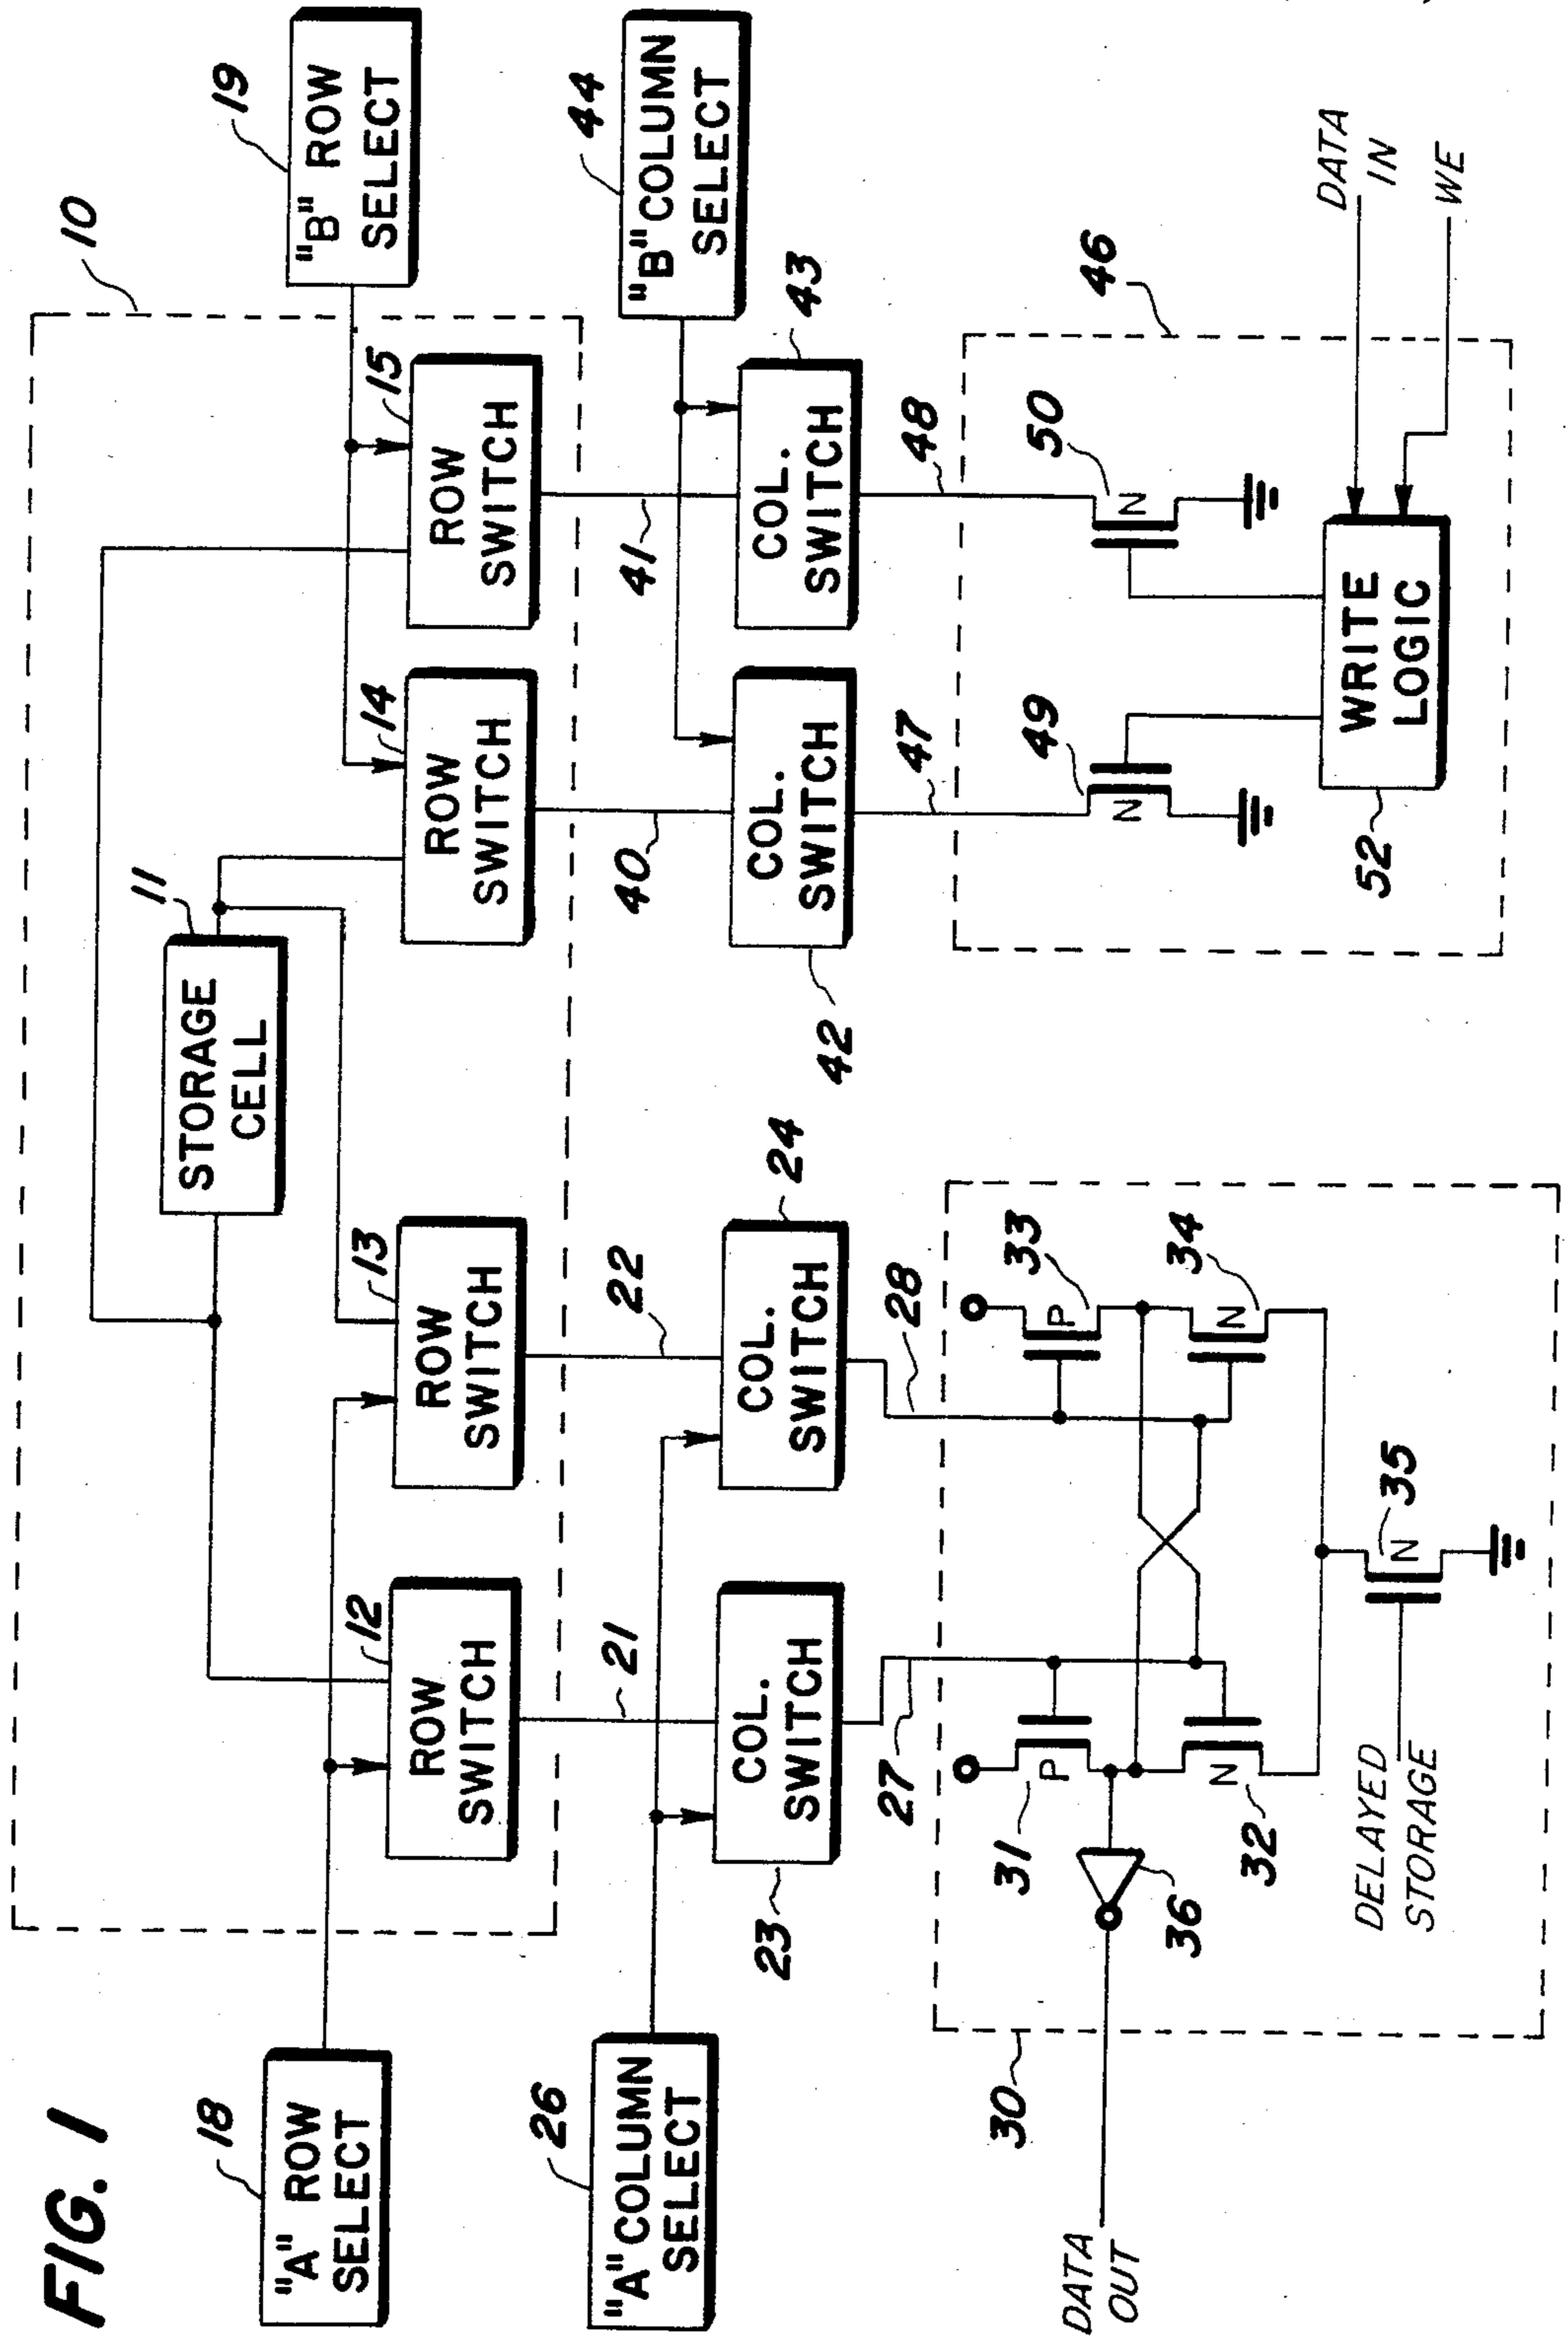 FIG. 1
10
18
"A" ROW
SELECT
11
STORAGE
CELL
19
"B" ROW
SELECT
12
ROW
SWITCH
13
ROW
SWITCH
14
ROW
SWITCH
15
ROW
SWITCH
21
22
40
41
26
"A" COLUMN
SELECT
44
"B" COLUMN
SELECT
23
COL.
SWITCH
24
COL.
SWITCH
42
COL.
SWITCH
43
COL.
SWITCH
27
28
47
48
30
31
P
33
P
32
N
34
N
36
35
N
DATA
OUT
DELAYED
STORAGE
46
49
N
50
N
52
WRITE
LOGIC
DATA
IN
WE